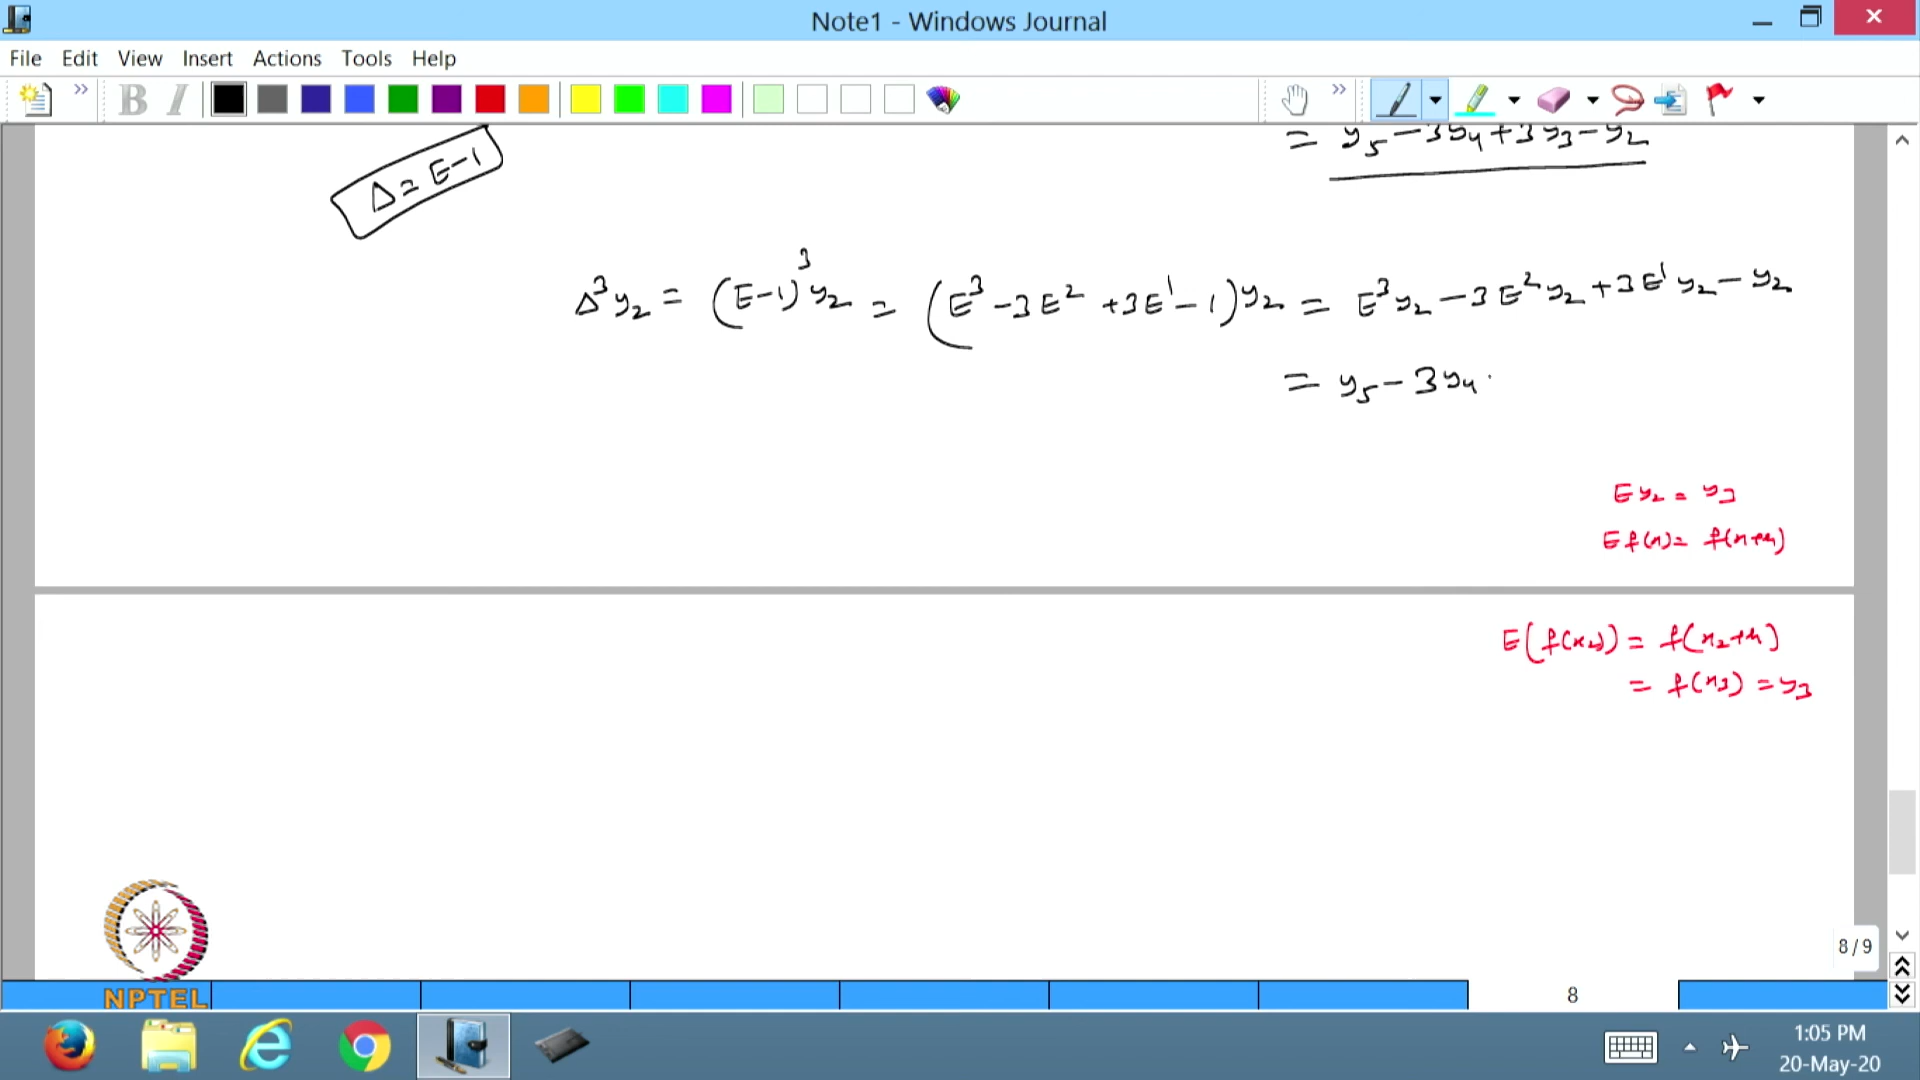 Note1 - Windows Journal
File Edit View Insert Actions Tools Help
B I
= y₅ - 3y₄ + 3y₃ - y₂
Δ = E-1
Δ³y₂ = (E-1)³y₂ = (E³ - 3E² + 3E¹ - 1)y₂ = E³y₂ - 3E²y₂ + 3E¹y₂ - y₂
= y₅ - 3y₄
Ey₂ = y₃
Ef(x) = f(x+h)
E(f(x₂)) = f(x₂+h)
= f(x₃) = y₃
8/9
NPTEL
8
1:05 PM
20-May-20